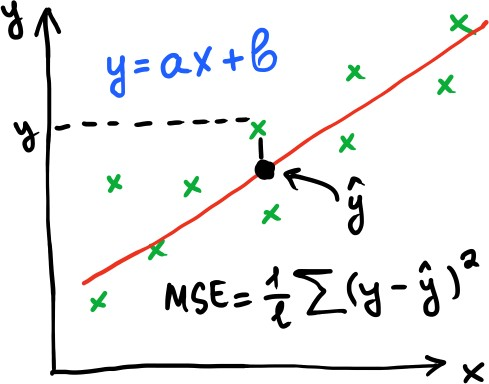 y
y = ax + b
y
ŷ
MSE = 1/l ∑ (y - ŷ)²
x